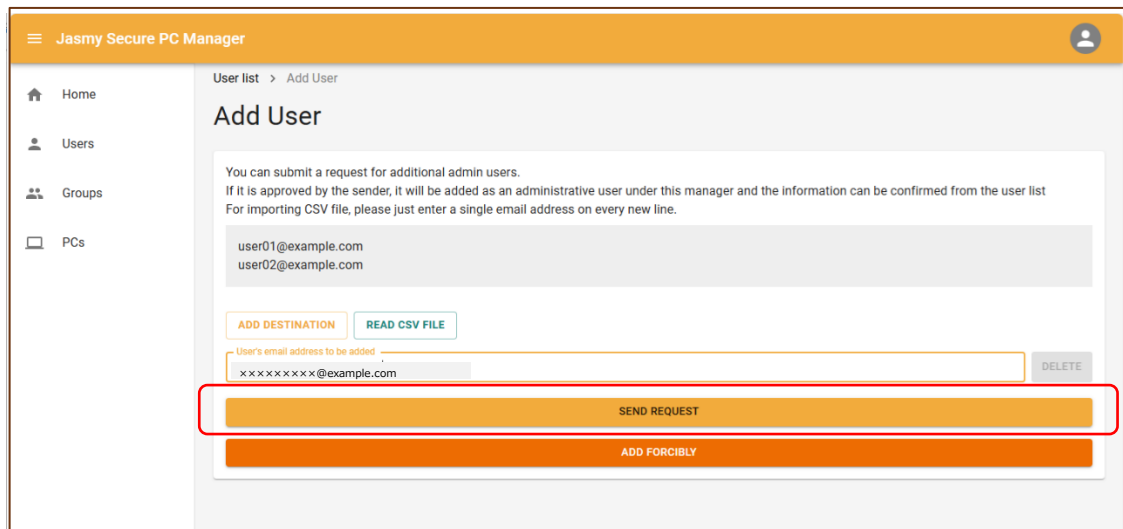 Jasmy Secure PC Manager
Home
Users
Groups
PCs
User list > Add User
Add User
You can submit a request for additional admin users.
If it is approved by the sender, it will be added as an administrative user under this manager and the information can be confirmed from the user list
For importing CSV file, please just enter a single email address on every new line.
user01@example.com
user02@example.com
ADD DESTINATION
READ CSV FILE
User's email address to be added
×××××××××@example.com
DELETE
SEND REQUEST
ADD FORCIBLY